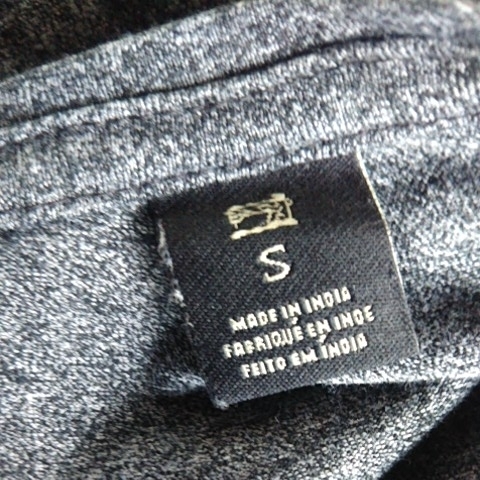 S
MADE IN INDIA
FABRIQUÉ EN INDE
FEITO EM ÍNDIA